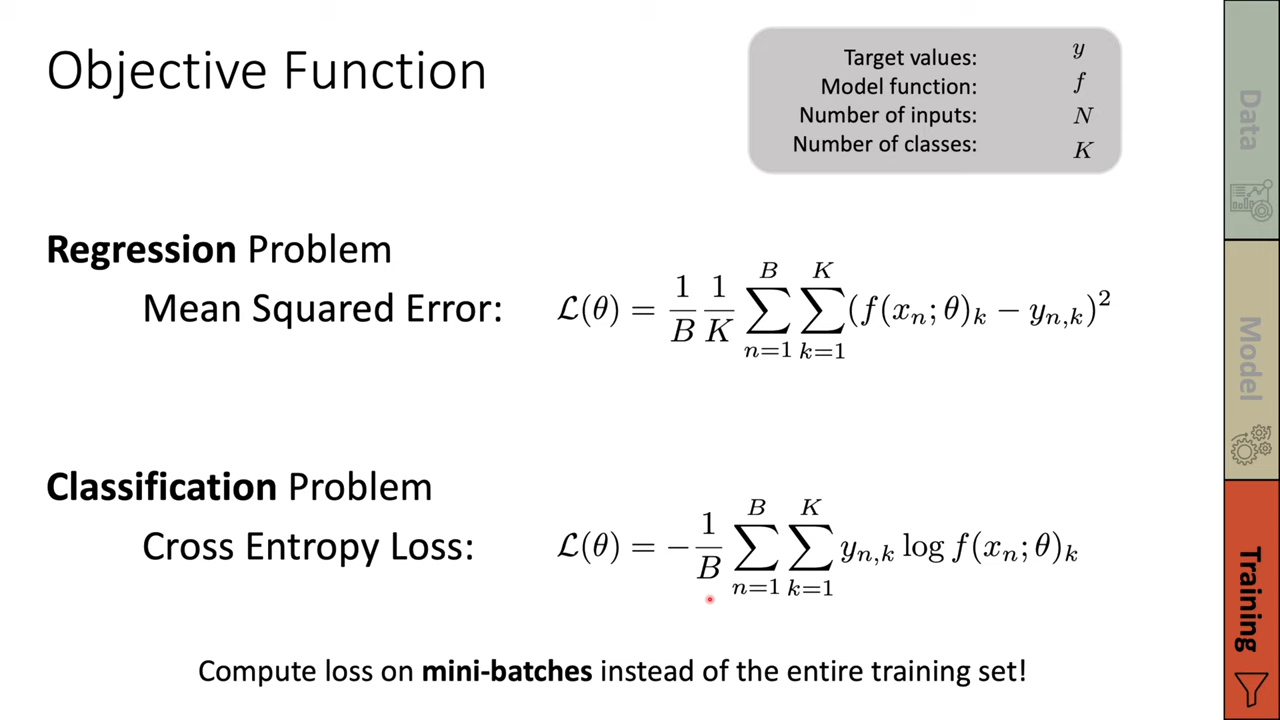 Objective Function
Target values: y
Model function: f
Number of inputs: N
Number of classes: K
Regression Problem
Mean Squared Error: ℒ(θ) = 1/B 1/K ∑_{n=1}^{B} ∑_{k=1}^{K} (f(x_n; θ)_k − y_{n,k})²
Classification Problem
Cross Entropy Loss: ℒ(θ) = −1/B ∑_{n=1}^{B} ∑_{k=1}^{K} y_{n,k} log f(x_n; θ)_k
Compute loss on mini-batches instead of the entire training set!
Data
Model
Training